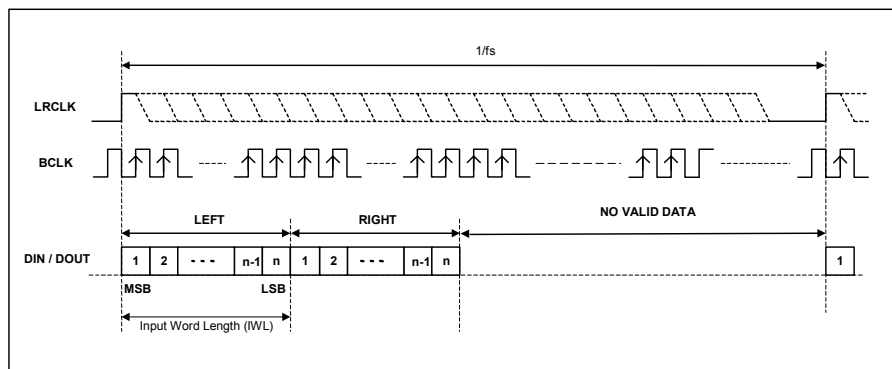 1/fs
LRCLK
BCLK
LEFT
RIGHT
NO VALID DATA
DIN / DOUT
1 2 - - - n-1 n 1 2 - - - n-1 n 1
MSB
LSB
Input Word Length (IWL)